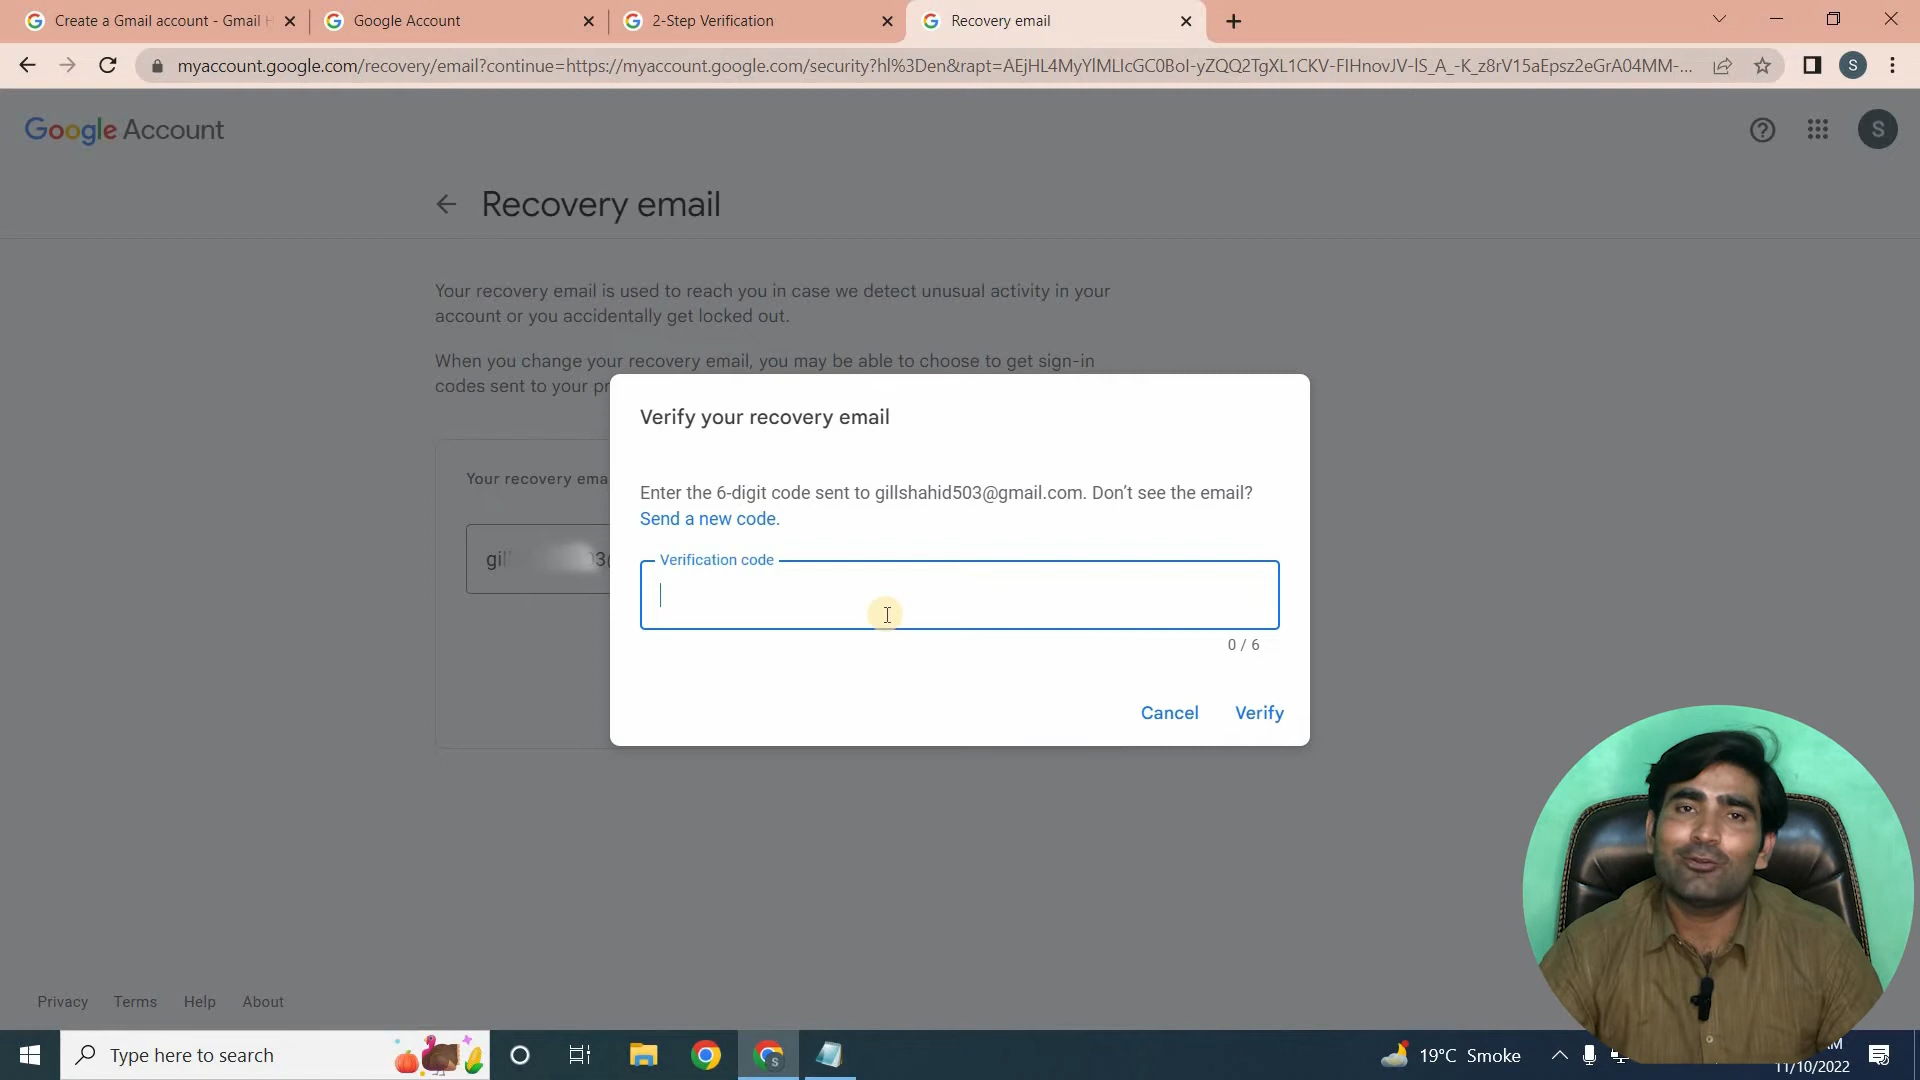 Create a Gmail account - Gmail H
Google Account
2-Step Verification
Recovery email
myaccount.google.com/recovery/email?continue=https://myaccount.google.com/security?hl%3Den&rapt=
S
Google Account
S
Recovery email
Your recovery email is used to reach you in case we detect unusual activity in your
account or you accidentally get locked out.
When you change your recovery email, you may be able to choose to get sign-in
codes sent to your
Your recovery
Verify your recovery email
Enter the 6-digit code sent to gillshahid503@gmail.com. Don’t see the email?
Send a new code.
Verification code
0 / 6
Cancel
Verify
Privacy
Terms
Help
About
Type here to search
19°C Smoke
11/10/2022